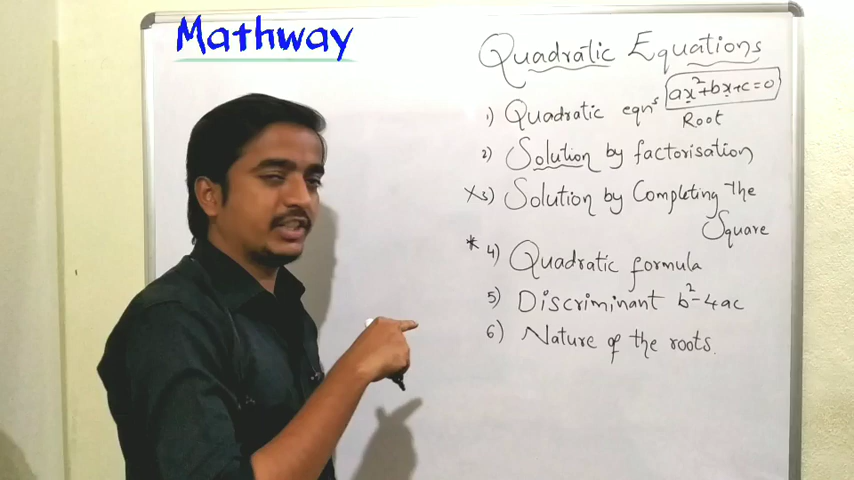 Mathway
Quadratic Equations
1) Quadratic eqnˢ ax²+bx+c=0
Root
2) Solution by factorisation
X3) Solution by Completing The
Square
* 4) Quadratic formula
5) Discriminant b²-4ac
6) Nature of the roots.